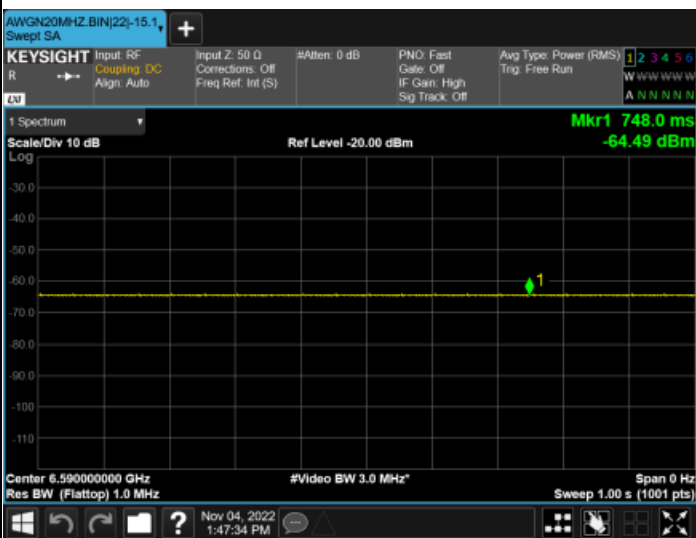 AWGN20MHZ.BIN|22|-15.1,
Swept SA
+
KEYSIGHT Input: RF Input Z: 50 Ω #Atten: 0 dB PNO: Fast Avg Type: Power (RMS) 1 2 3 4 5 6
R Coupling: DC Corrections: Off Gate: Off Trig: Free Run
Align: Auto Freq Ref: Int (S) IF Gain: High W W W W W W
LXI Sig Track: Off A N N N N N
1 Spectrum Mkr1 748.0 ms
Scale/Div 10 dB Ref Level -20.00 dBm -64.49 dBm
Log
-30.0
-40.0
-50.0
-60.0
1
-70.0
-80.0
-90.0
-100
-110
Center 6.590000000 GHz #Video BW 3.0 MHz* Span 0 Hz
Res BW (Flattop) 1.0 MHz Sweep 1.00 s (1001 pts)
? Nov 04, 2022
1:47:34 PM